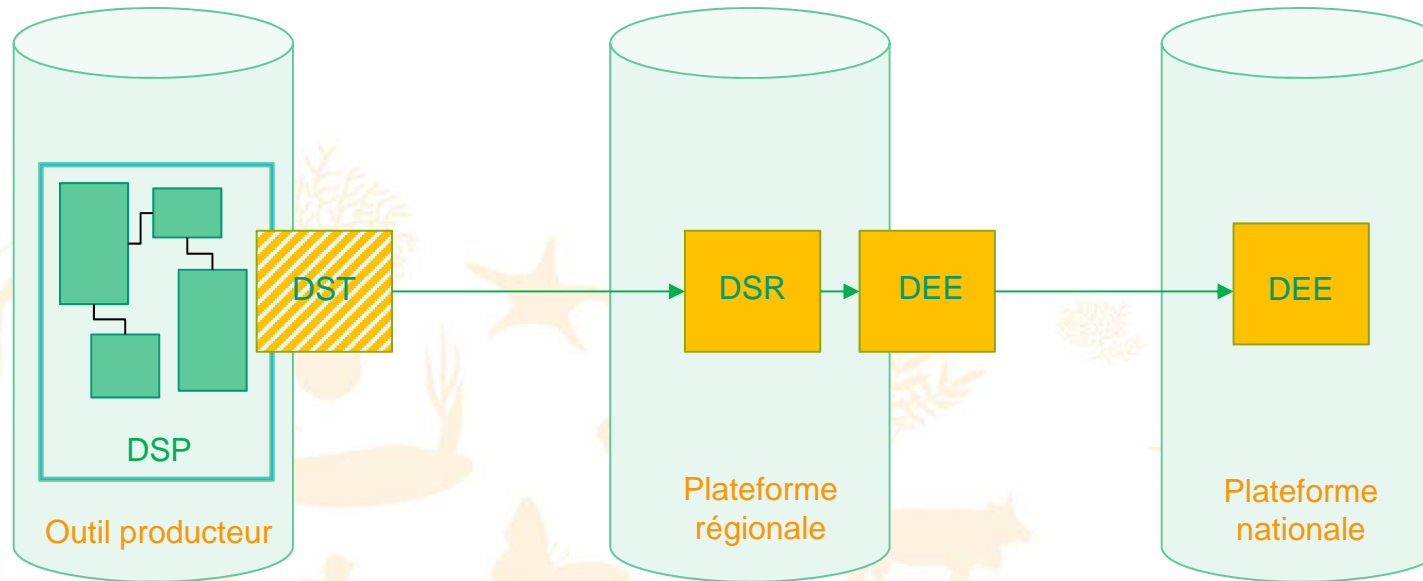 DST
DSR
DEE
DEE
DSP
Outil producteur
Plateforme
régionale
Plateforme
nationale